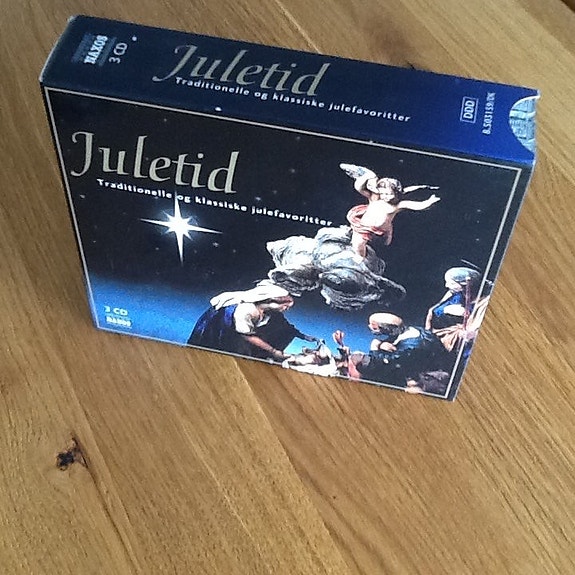 NAXOS
3 CD
Juletid
Traditionelle og klassiske julefavoritter
DDD
8.503159/DK
Juletid
Traditionelle og klassiske julefavoritter
3 CD
NAXOS